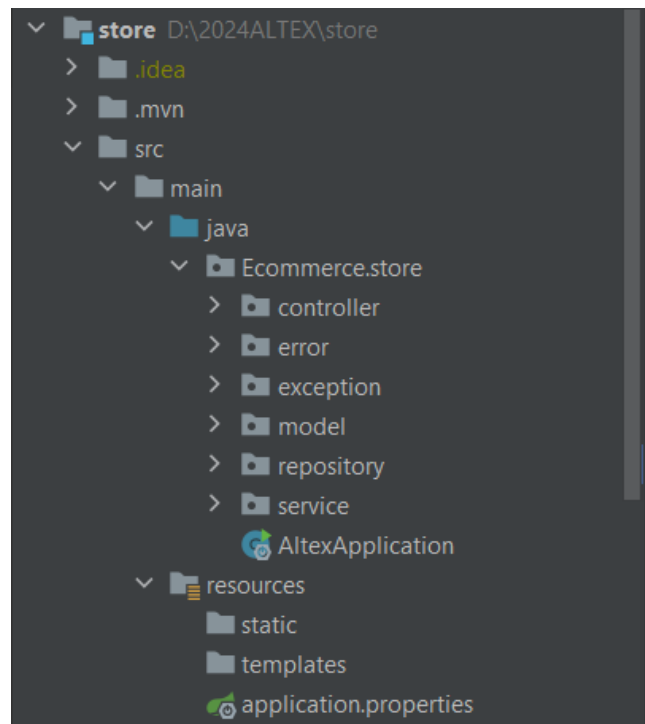 store D:\2024ALTEX\store
.idea
.mvn
src
main
java
Ecommerce.store
controller
error
exception
model
repository
service
AltexApplication
resources
static
templates
application.properties